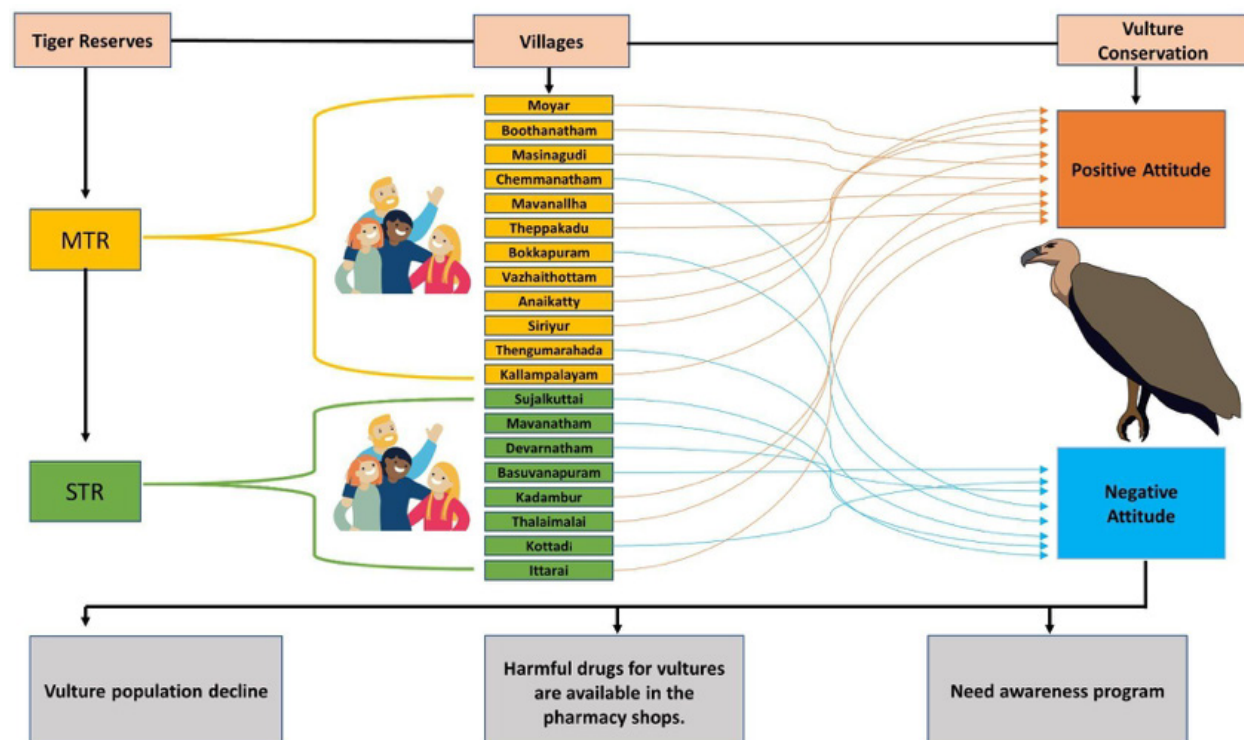 Tiger Reserves
Villages
Vulture
Conservation
Moyar
Boothanatham
Masinagudi
Chemmanatham
Mavanallha
Theppakadu
Bokkapuram
Vazhaithottam
Anaikatty
Siriyur
Thengumarahada
Kallampalayam
Sujalkuttai
Mavanatham
Devarnatham
Basuvanapuram
Kadambur
Thalaimalai
Kottadi
Ittarai
MTR
STR
Positive Attitude
Negative
Attitude
Vulture population decline
Harmful drugs for vultures
are available in the
pharmacy shops.
Need awareness program